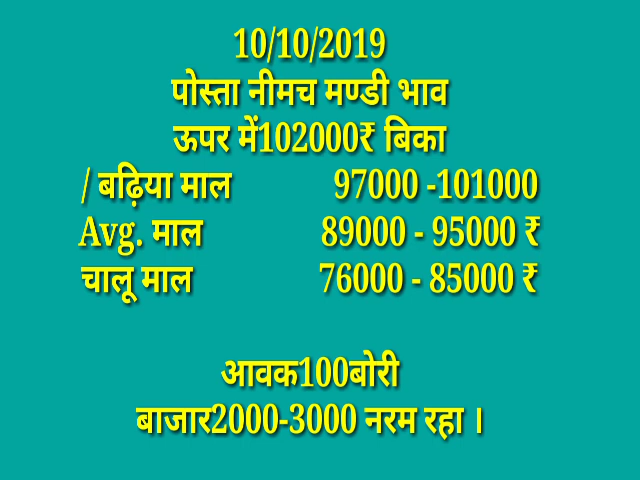 10/10/2019
पोस्ता नीमच मण्डी भाव
ऊपर में102000₹ बिका
/ बढ़िया माल 97000 -101000
Avg. माल 89000 - 95000 ₹
चालू माल 76000 - 85000 ₹
आवक100बोरी
बाजार2000-3000 नरम रहा ।